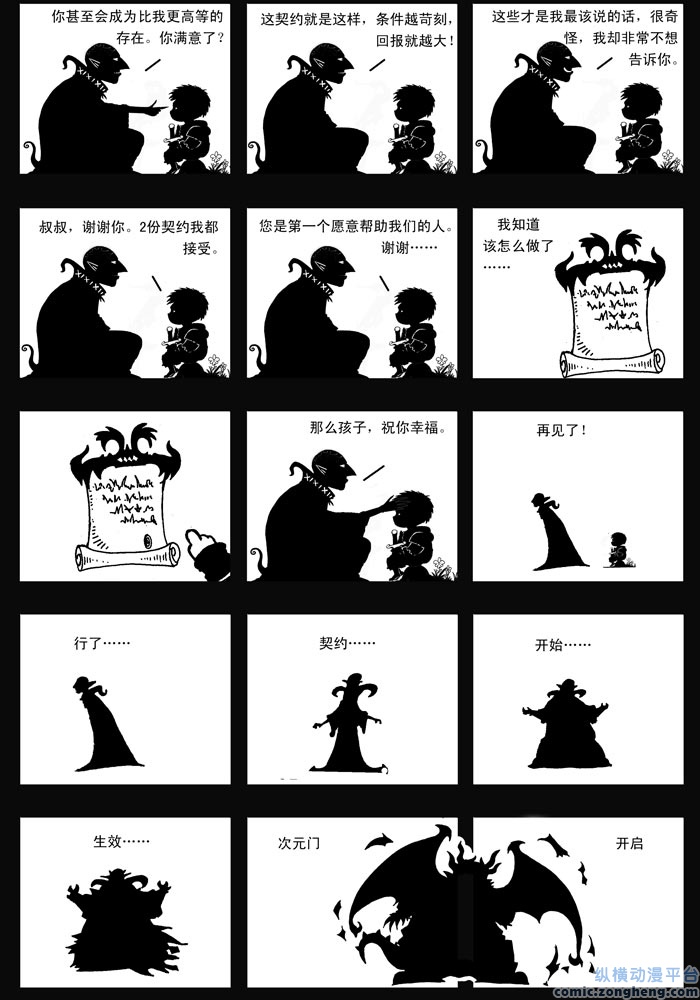 你甚至会成为比我更高等的
存在。你满意了？
这契约就是这样，条件越苛刻，
回报就越大！
这些才是我最该说的话，很奇
怪，我却非常不想
告诉你。
叔叔，谢谢你。2份契约我都
接受。
您是第一个愿意帮助我们的人。
谢谢……
我知道
该怎么做了
……
那么孩子，祝你幸福。
再见了！
行了……
契约……
开始……
生效……
次元门
开启
纵横动漫平台
comic.zongheng.com